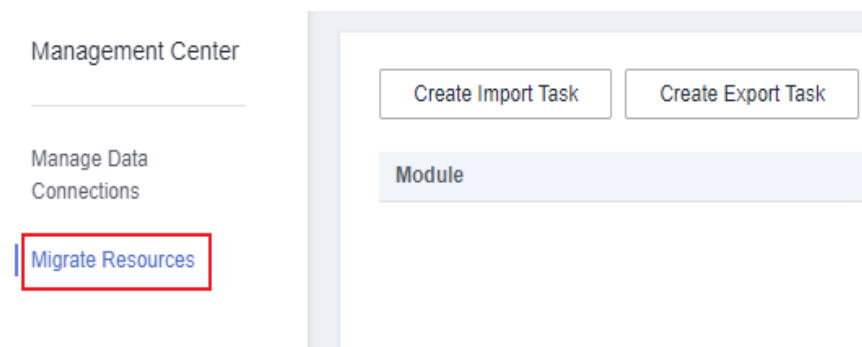 Management Center
Create Import Task
Create Export Task
Manage Data
Connections
Module
Migrate Resources